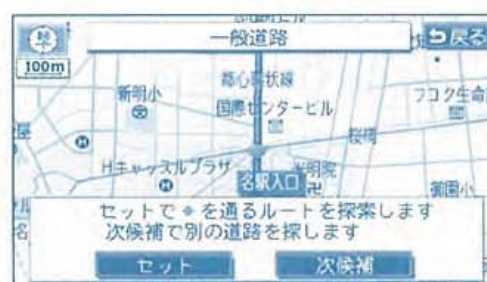 一般道路
戻る
100m
都心環状線
新明小
国際センタービル
フコク生命
桜橋
Hキャッスルプラザ
光明院
名駅入口
御園小
セットで を通るルートを探索します
次候補で別の道路を探します
セット
次候補